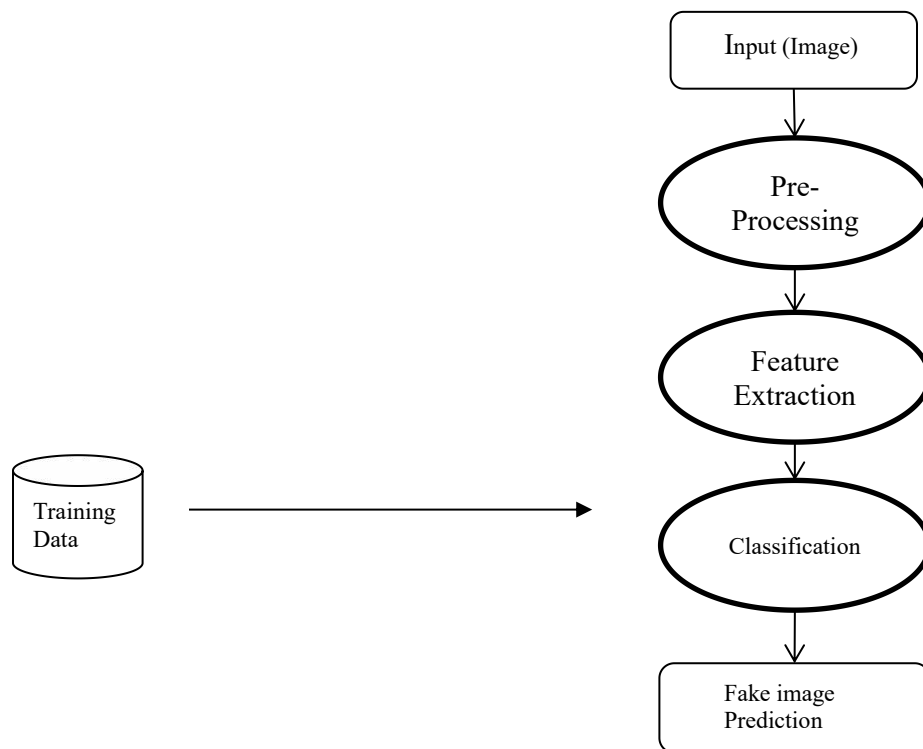 Input (Image)
Pre-
Processing
Feature
Extraction
Training
Data
Classification
Fake image
Prediction